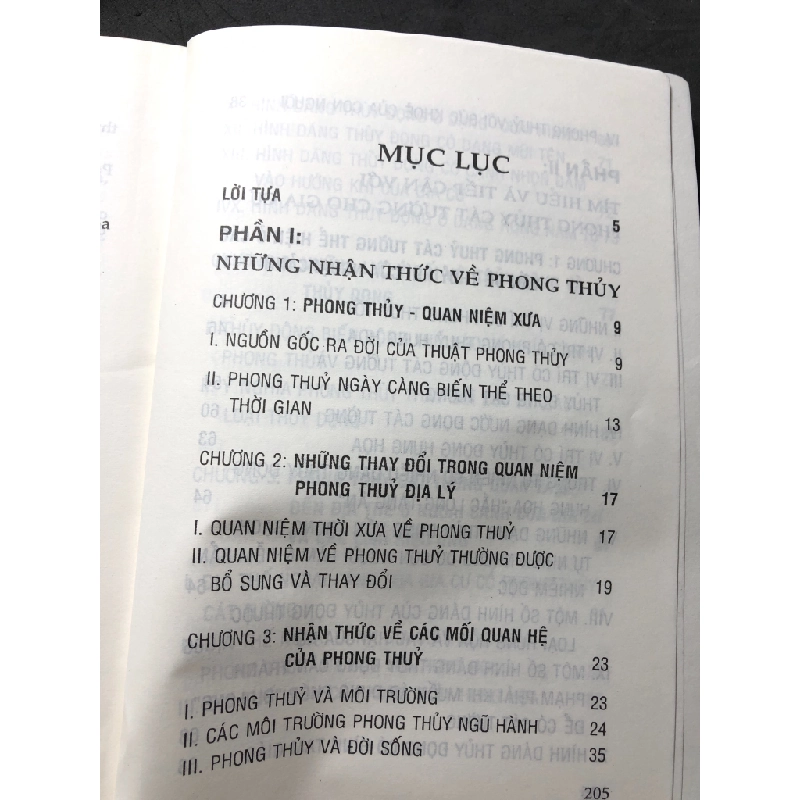 MỤC LỤC
LỜI TỰA 5
PHẦN I:
NHỮNG NHẬN THỨC VỀ PHONG THỦY
CHƯƠNG 1: PHONG THỦY - QUAN NIỆM XƯA 9
I. NGUỒN GỐC RA ĐỜI CỦA THUẬT PHONG THỦY 9
II. PHONG THUỶ NGÀY CÀNG BIẾN THỂ THEO
THỜI GIAN 13
CHƯƠNG 2: NHỮNG THAY ĐỔI TRONG QUAN NIỆM
PHONG THUỶ ĐỊA LÝ 17
I. QUAN NIỆM THỜI XƯA VỀ PHONG THUỶ 17
II. QUAN NIỆM VỀ PHONG THUỶ THƯỜNG ĐƯỢC
BỔ SUNG VÀ THAY ĐỔI 19
CHƯƠNG 3: NHẬN THỨC VỀ CÁC MỐI QUAN HỆ
CỦA PHONG THUỶ 23
I. PHONG THUỶ VÀ MÔI TRƯỜNG 23
II. CÁC MÔI TRƯỜNG PHONG THỦY NGŨ HÀNH 24
III. PHONG THỦY VÀ ĐỜI SỐNG 35
205